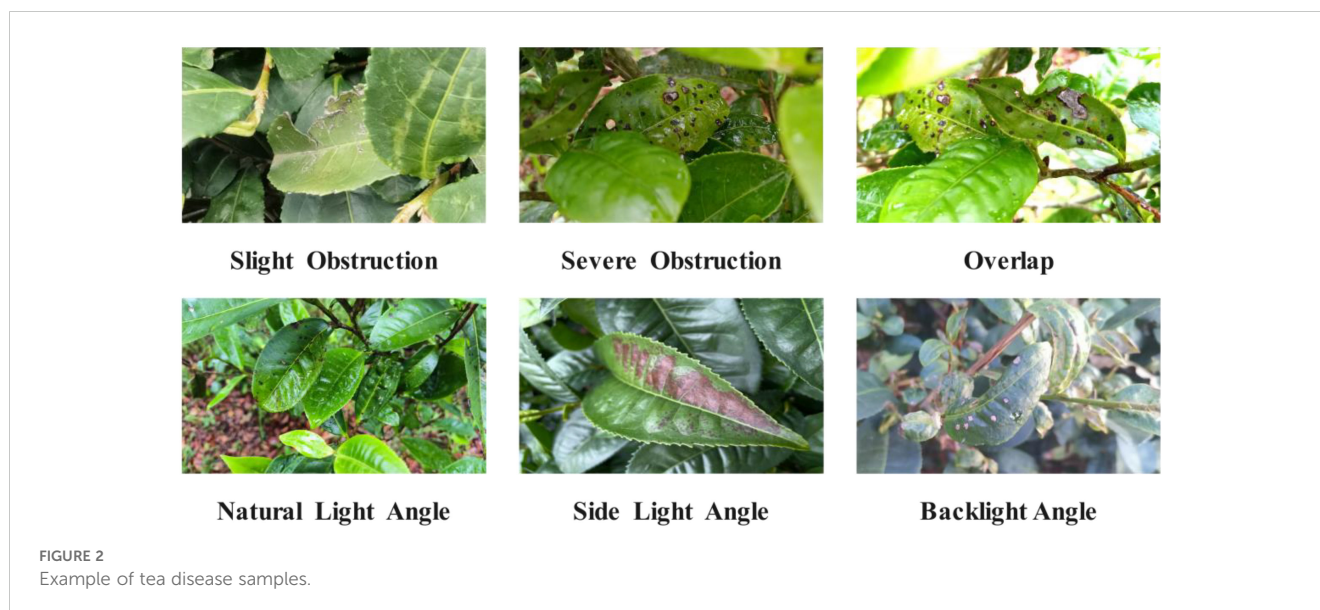 Slight Obstruction
Severe Obstruction
Overlap
Natural Light Angle
Side Light Angle
Backlight Angle
FIGURE 2
Example of tea disease samples.